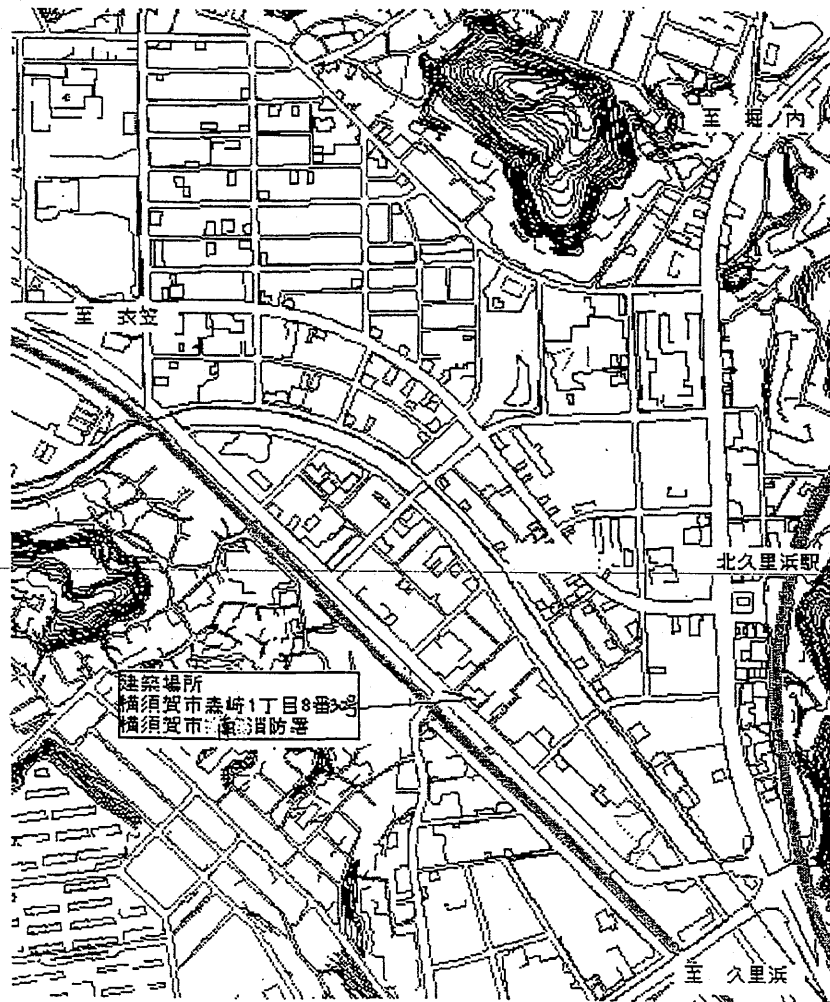 至 堀 内
至 衣笠
北久里浜駅
建築場所
横須賀市森崎1丁目8番
横須賀市 消防署
至 久里浜